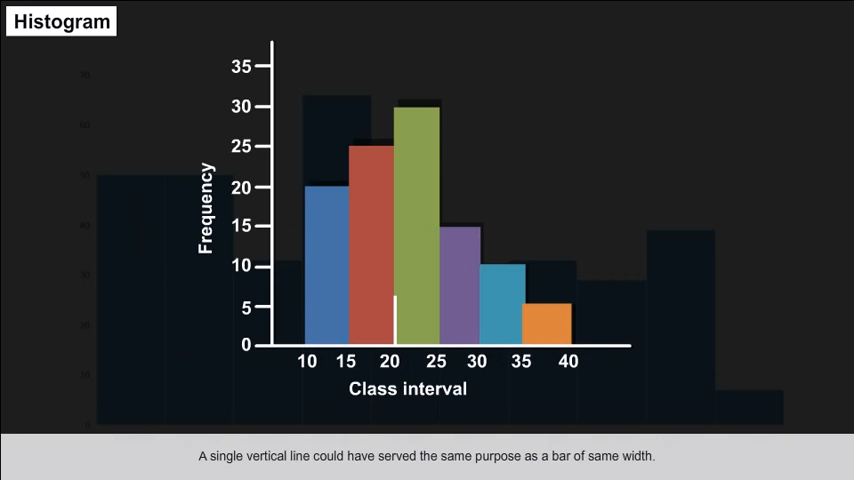 Histogram
35
30
25
20
15
10
5
0
Frequency
10 15 20 25 30 35 40
Class interval
A single vertical line could have served the same purpose as a bar of same width.